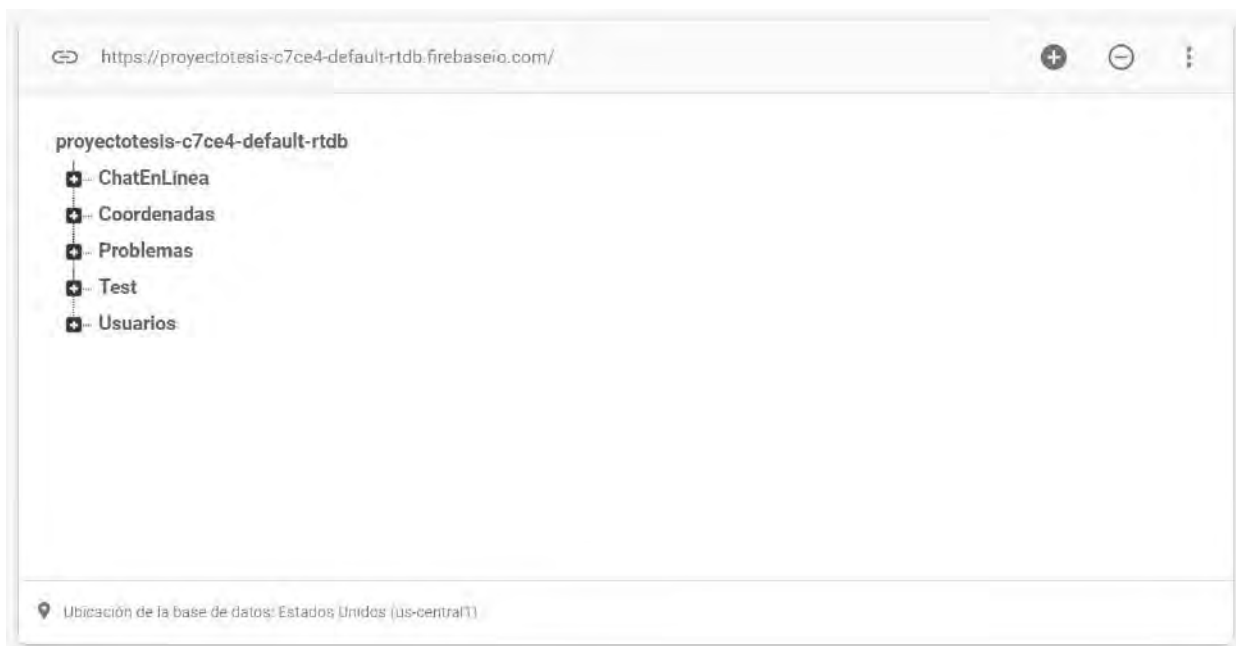 https://proyectotesis-c7ce4-default-rtdb.firebaseio.com/
proyectotesis-c7ce4-default-rtdb
ChatEnLinea
Coordenadas
Problemas
Test
Usuarios
Ubicación de la base de datos: Estados Unidos (us-central1)